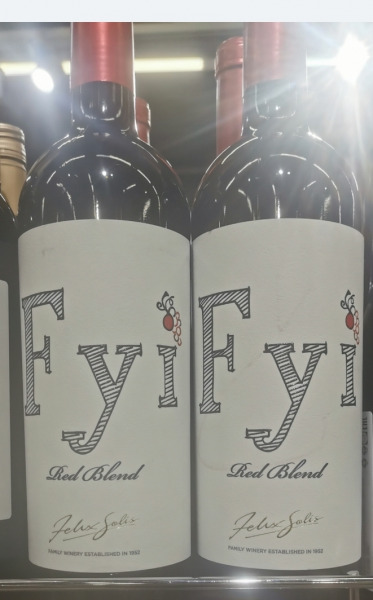 Fyi
Red Blend
Felix Solis
FAMILY WINERY ESTABLISHED IN 1952
Fyi
Red Blend
Felix Solis
FAMILY WINERY ESTABLISHED IN 1952